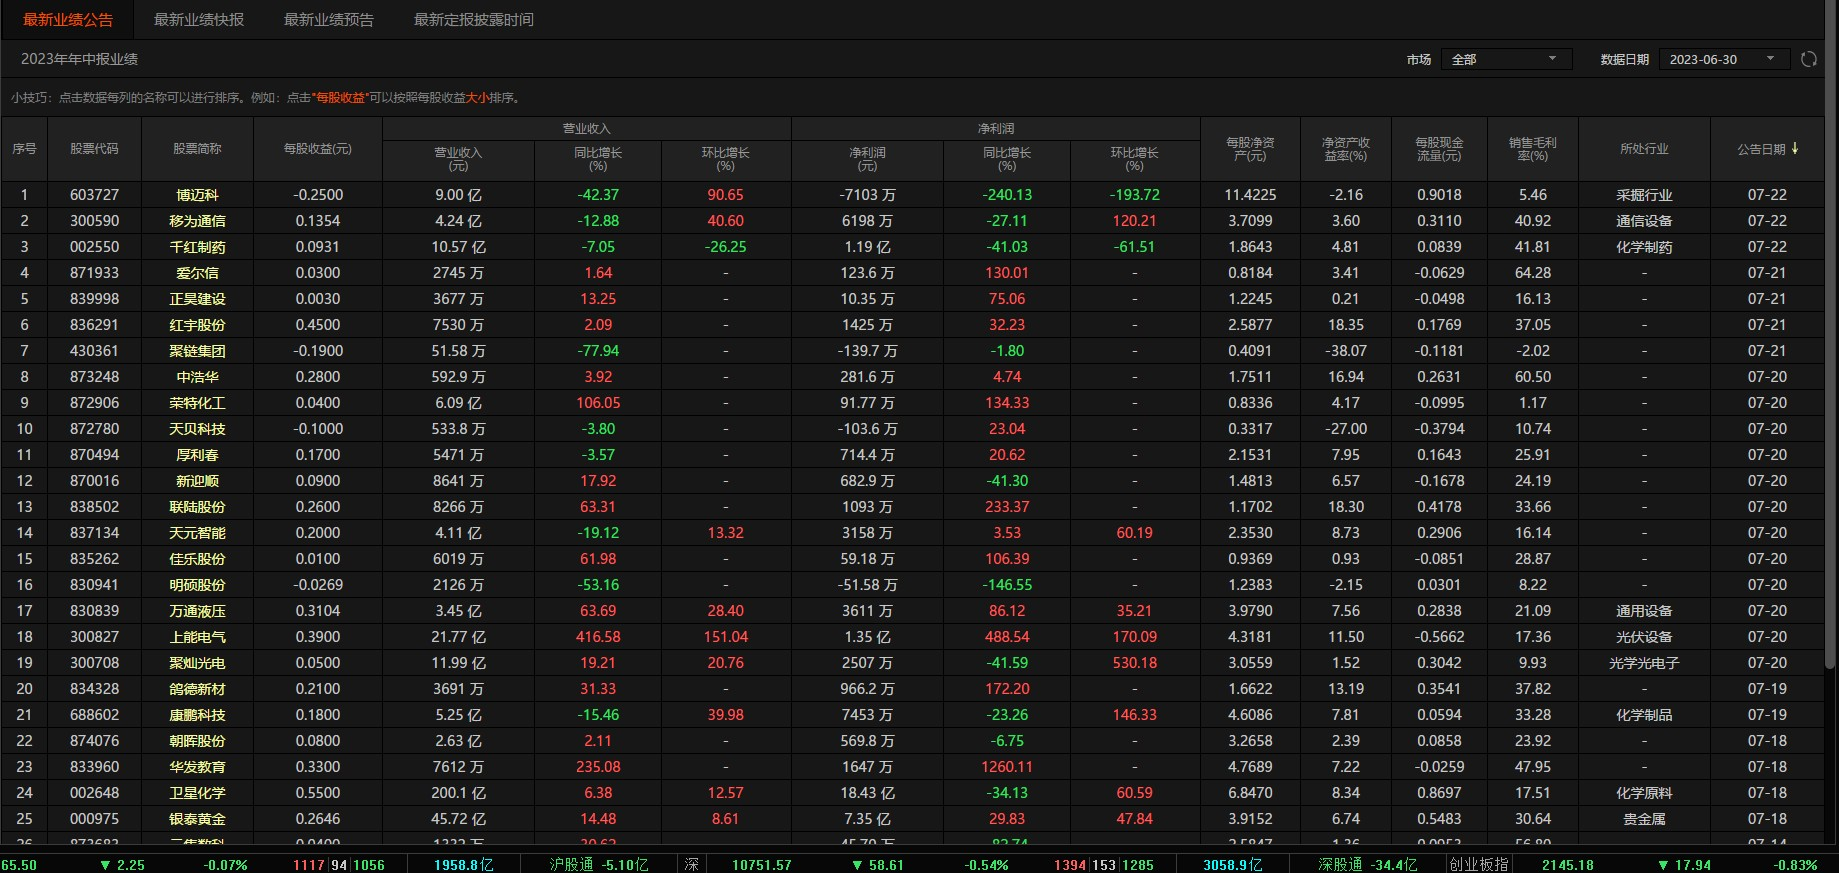 最新业绩公告 最新业绩快报 最新业绩预告 最新定报披露时间
2023年年中报业绩 市场 全部 数据日期 2023-06-30
小技巧：点击数据每列的名称可以进行排序。例如：点击"每股收益"可以按照每股收益大小排序。
序号 股票代码 股票简称 每股收益(元) 营业收入 净利润 每股净资产(元) 净资产收益率(%) 每股现金流量(元) 销售毛利率(%) 所处行业 公告日期↓
营业收入(元) 同比增长(%) 环比增长(%) 净利润(元) 同比增长(%) 环比增长(%)
1 603727 博迈科 -0.2500 9.00 亿 -42.37 90.65 -7103 万 -240.13 -193.72 11.4225 -2.16 0.9018 5.46 采掘行业 07-22
2 300590 移为通信 0.1354 4.24 亿 -12.88 40.60 6198 万 -27.11 120.21 3.7099 3.60 0.3110 40.92 通信设备 07-22
3 002550 千红制药 0.0931 10.57 亿 -7.05 -26.25 1.19 亿 -41.03 -61.51 1.8643 4.81 0.0839 41.81 化学制药 07-22
4 871933 爱尔信 0.0300 2745 万 1.64 - 123.6 万 130.01 - 0.8184 3.41 -0.0629 64.28 - 07-21
5 839998 正昊建设 0.0030 3677 万 13.25 - 10.35 万 75.06 - 1.2245 0.21 -0.0498 16.13 - 07-21
6 836291 红宇股份 0.4500 7530 万 2.09 - 1425 万 32.23 - 2.5877 18.35 0.1769 37.05 - 07-21
7 430361 聚链集团 -0.1900 51.58 万 -77.94 - -139.7 万 -1.80 - 0.4091 -38.07 -0.1181 -2.02 - 07-21
8 873248 中浩华 0.2800 592.9 万 3.92 - 281.6 万 4.74 - 1.7511 16.94 0.2631 60.50 - 07-20
9 872906 荣特化工 0.0400 6.09 亿 106.05 - 91.77 万 134.33 - 0.8336 4.17 -0.0995 1.17 - 07-20
10 872780 天贝科技 -0.1000 533.8 万 -3.80 - -103.6 万 23.04 - 0.3317 -27.00 -0.3794 10.74 - 07-20
11 870494 厚利春 0.1700 5471 万 -3.57 - 714.4 万 20.62 - 2.1531 7.95 0.1643 25.91 - 07-20
12 870016 新迎顺 0.0900 8641 万 17.92 - 682.9 万 -41.30 - 1.4813 6.57 -0.1678 24.19 - 07-20
13 838502 联陆股份 0.2600 8266 万 63.31 - 1093 万 233.37 - 1.1702 18.30 0.4178 33.66 - 07-20
14 837134 天元智能 0.2000 4.11 亿 -19.12 13.32 3158 万 3.53 60.19 2.3530 8.73 0.2906 16.14 - 07-20
15 835262 佳乐股份 0.0100 6019 万 61.98 - 59.18 万 106.39 - 0.9369 0.93 -0.0851 28.87 - 07-20
16 830941 明硕股份 -0.0269 2126 万 -53.16 - -51.58 万 -146.55 - 1.2383 -2.15 0.0301 8.22 - 07-20
17 830839 万通液压 0.3104 3.45 亿 63.69 28.40 3611 万 86.12 35.21 3.9790 7.56 0.2838 21.09 通用设备 07-20
18 300827 上能电气 0.3900 21.77 亿 416.58 151.04 1.35 亿 488.54 170.09 4.3181 11.50 -0.5662 17.36 光伏设备 07-20
19 300708 聚灿光电 0.0500 11.99 亿 19.21 20.76 2507 万 -41.59 530.18 3.0559 1.52 0.3042 9.93 光学光电子 07-20
20 834328 鸽德新材 0.2100 3691 万 31.33 - 966.2 万 172.20 - 1.6622 13.19 0.3541 37.82 - 07-19
21 688602 康鹏科技 0.1800 5.25 亿 -15.46 39.98 7453 万 -23.26 146.33 4.6086 7.81 0.0594 33.28 化学制品 07-19
22 874076 朝晖股份 0.0800 2.63 亿 2.11 - 569.8 万 -6.75 - 3.2658 2.39 0.0858 23.92 - 07-18
23 833960 华发教育 0.3300 7612 万 235.08 - 1647 万 1260.11 - 4.7689 7.22 -0.0259 47.95 - 07-18
24 002648 卫星化学 0.5500 200.1 亿 6.38 12.57 18.43 亿 -34.13 60.59 6.8470 8.34 0.8697 17.51 化学原料 07-18
25 000975 银泰黄金 0.2646 45.72 亿 14.48 8.61 7.35 亿 29.83 47.84 3.9152 6.74 0.5483 30.64 贵金属 07-18
65.50 ▼ 2.25 -0.07% 1117 94 1056 1958.8亿 沪股通 -5.10亿 深 10751.57 ▼ 58.61 -0.54% 1394 153 1285 3058.9亿 深股通 -34.4亿 创业板指 2145.18 ▼ 17.94 -0.83%